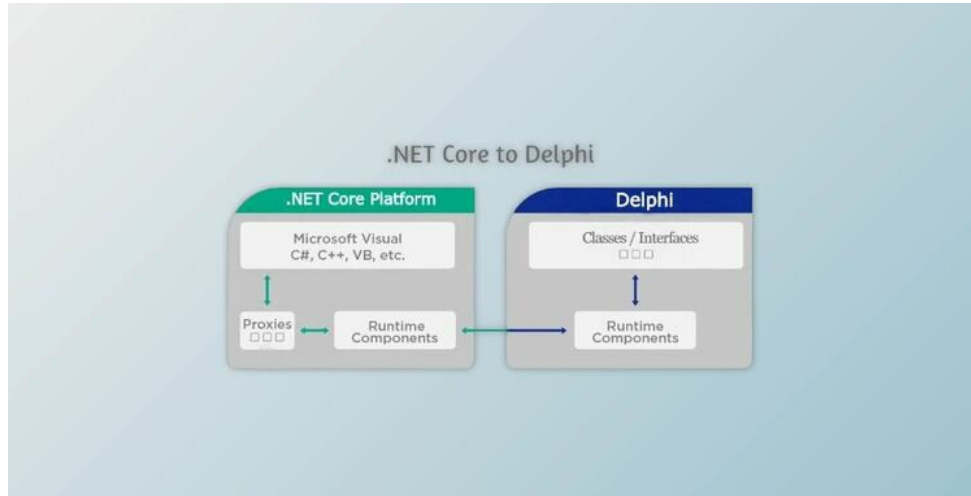 .NET Core to Delphi
.NET Core Platform
Microsoft Visual
C#, C++, VB, etc.
Proxies
Runtime
Components
Delphi
Classes / Interfaces
Runtime
Components